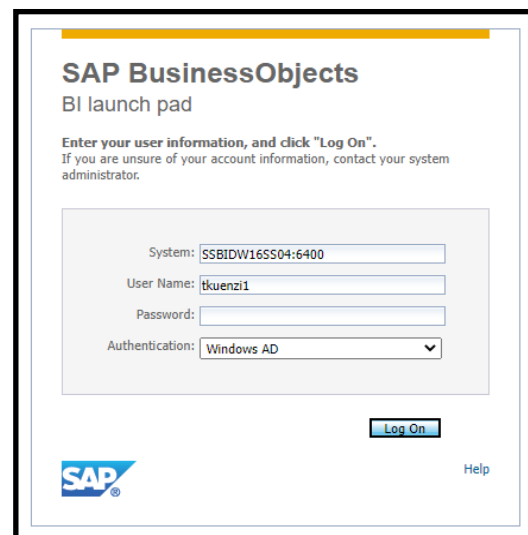 SAP BusinessObjects
BI launch pad
Enter your user information, and click "Log On".
If you are unsure of your account information, contact your system
administrator.
System: SSBIDW16SS04:6400
User Name: tkuenzi1
Password:
Authentication: Windows AD
Log On
SAP®
Help